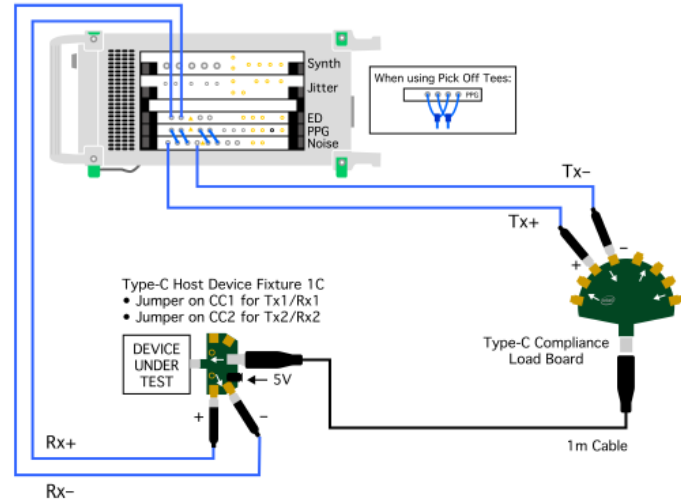 Synth
Jitter
ED
PPG
Noise
When using Pick Off Tees:
PPG
Tx−
Tx+
+
−
Type-C Host Device Fixture 1C
• Jumper on CC1 for Tx1/Rx1
• Jumper on CC2 for Tx2/Rx2
DEVICE
UNDER
TEST
5V
+
−
Type-C Compliance
Load Board
1m Cable
Rx+
Rx−